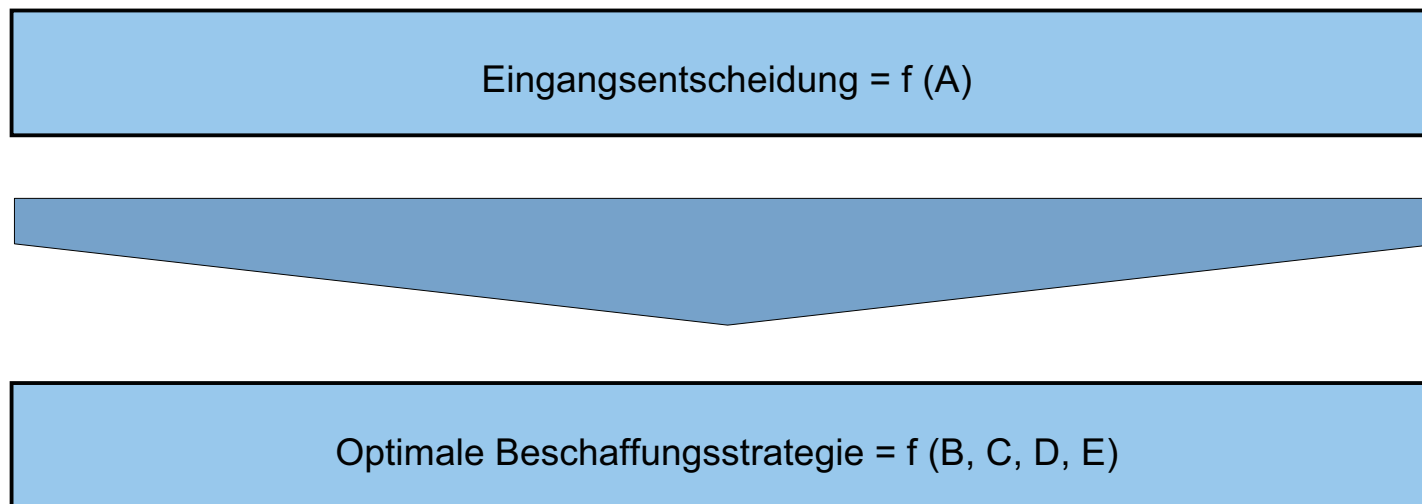 Eingangsentscheidung = f (A)
Optimale Beschaffungsstrategie = f (B, C, D, E)